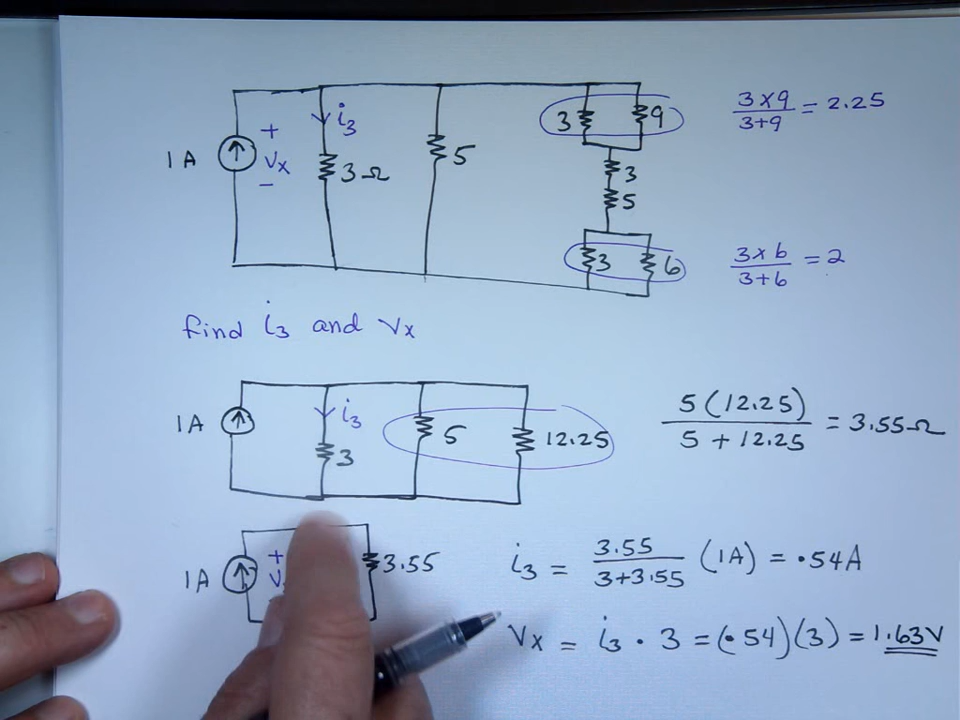 1A
+
Vx
−
i3
3Ω
5
3
9
3
5
3
6
3×9 / 3+9 = 2.25
3×6 / 3+6 = 2
find i3 and Vx
1A
i3
3
5
12.25
5(12.25) / 5 + 12.25 = 3.55Ω
1A
+
V
3.55
i3 = 3.55 / 3+3.55 (1A) = .54A
Vx = i3 · 3 = (.54)(3) = 1.63V